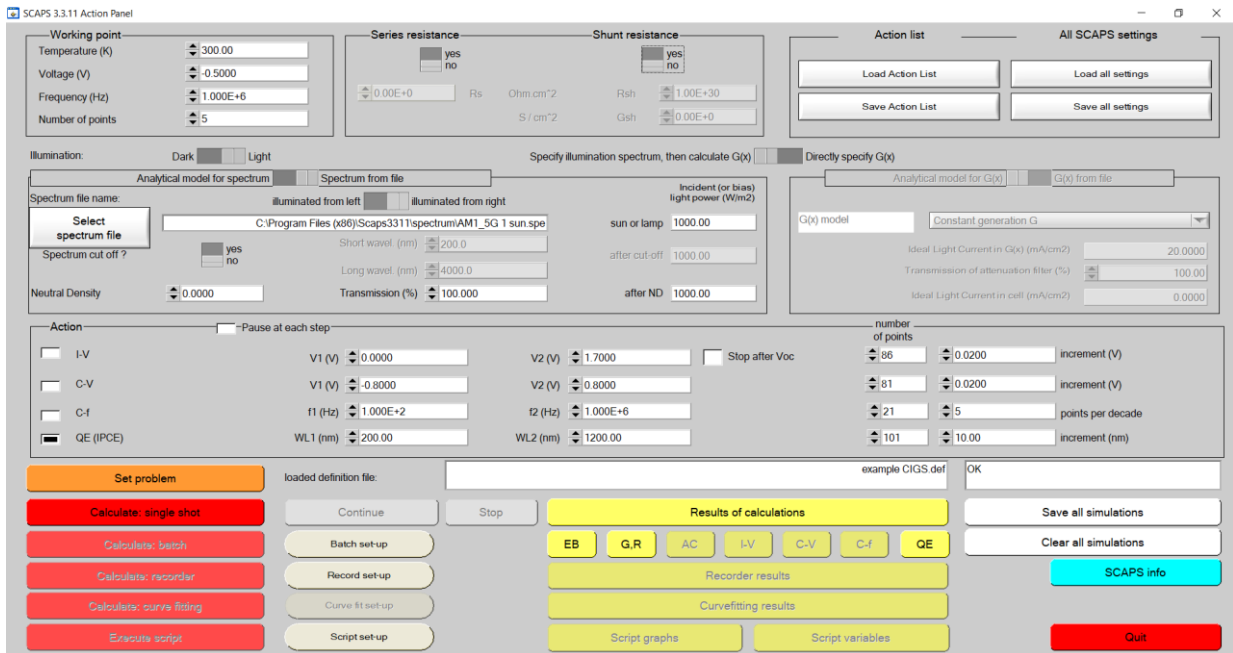 SCAPS 3.3.11 Action Panel
Working point
Temperature (K) 300.00
Voltage (V) -0.5000
Frequency (Hz) 1.000E+6
Number of points 5
Series resistance Shunt resistance
yes yes
no no
0.00E+0 Rs Ohm.cm^2 Rsh 1.00E+30
S / cm^2 Gsh 0.00E+0
Action list All SCAPS settings
Load Action List Load all settings
Save Action List Save all settings
Illumination: Dark Light Specify illumination spectrum, then calculate G(x) Directly specify G(x)
Analytical model for spectrum Spectrum from file
Spectrum file name: illuminated from left illuminated from right
Incident (or bias)
light power (W/m2)
Select
spectrum file
C:\Program Files (x86)\Scaps3311\spectrum\AM1_5G 1 sun.spe sun or lamp 1000.00
Spectrum cut off ? yes
no
Short wavel. (nm) 200.0
Long wavel. (nm) 4000.0
after cut-off 1000.00
Neutral Density 0.0000 Transmission (%) 100.000 after ND 1000.00
Analytical model for G(x) G(x) from file
G(x) model Constant generation G
Ideal Light Current in G(x) (mA/cm2) 20.0000
Transmission of attenuation filter (%) 100.00
Ideal Light Current in cell (mA/cm2) 0.0000
Action Pause at each step
number
of points
I-V V1 (V) 0.0000 V2 (V) 1.7000 Stop after Voc 86 0.0200 increment (V)
C-V V1 (V) -0.8000 V2 (V) 0.8000 81 0.0200 increment (V)
C-f f1 (Hz) 1.000E+2 f2 (Hz) 1.000E+6 21 5 points per decade
QE (IPCE) WL1 (nm) 200.00 WL2 (nm) 1200.00 101 10.00 increment (nm)
Set problem loaded definition file: example CIGS.def OK
Calculate: single shot Continue Stop Results of calculations Save all simulations
Calculate: batch Batch set-up EB G,R AC I-V C-V C-f QE Clear all simulations
Calculate: recorder Record set-up Recorder results SCAPS info
Calculate: curve fitting Curve fit set-up Curvefitting results
Execute script Script set-up Script graphs Script variables Quit